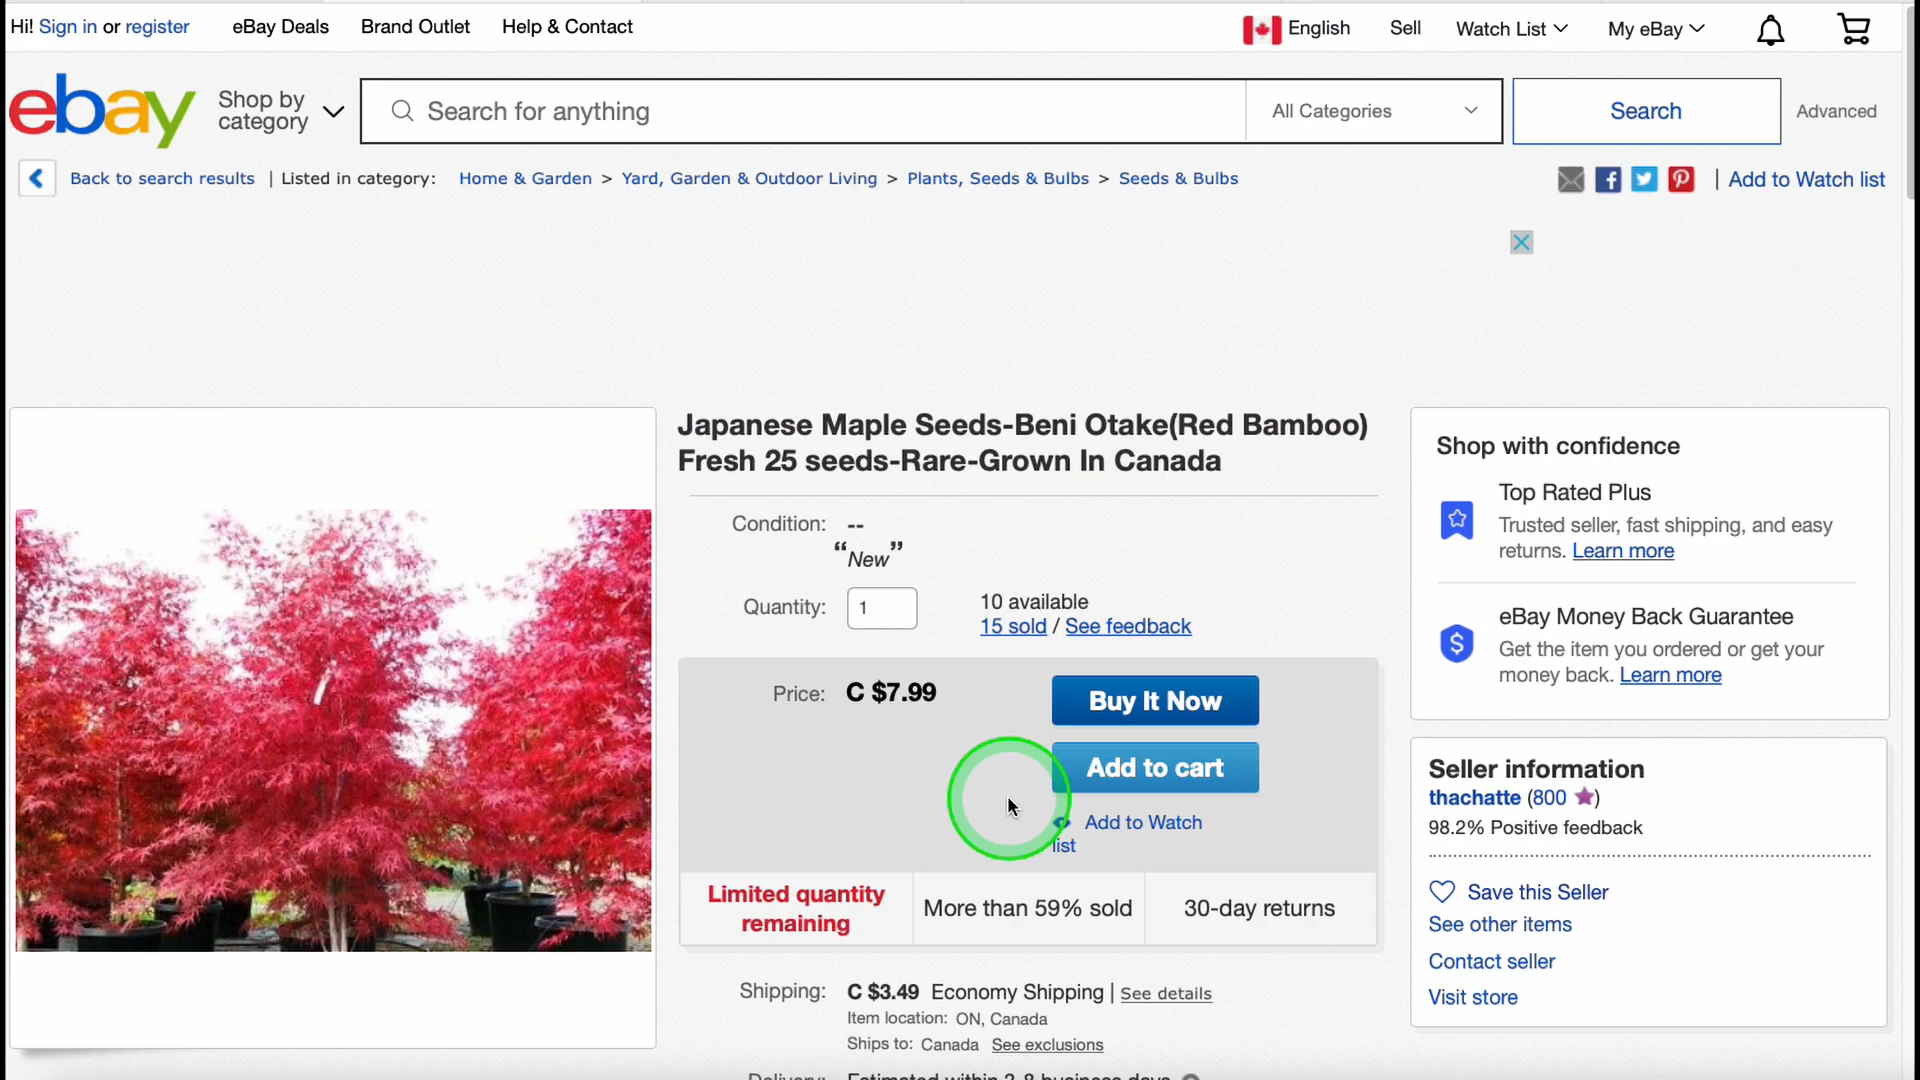 Hi! Sign in or register eBay Deals Brand Outlet Help & Contact English Sell Watch List My eBay
ebay Shop by category Search for anything All Categories Search Advanced
Back to search results | Listed in category: Home & Garden > Yard, Garden & Outdoor Living > Plants, Seeds & Bulbs > Seeds & Bulbs | Add to Watch list
Japanese Maple Seeds-Beni Otake(Red Bamboo)
Fresh 25 seeds-Rare-Grown In Canada
Condition: --
“New”
Quantity: 1 10 available
15 sold / See feedback
Price: C $7.99 Buy It Now
Add to cart
Add to Watch
list
Limited quantity
remaining
More than 59% sold
30-day returns
Shipping: C $3.49 Economy Shipping | See details
Item location: ON, Canada
Ships to: Canada See exclusions
Delivery: Estimated within 3-8 business days
Shop with confidence
Top Rated Plus
Trusted seller, fast shipping, and easy
returns. Learn more
eBay Money Back Guarantee
Get the item you ordered or get your
money back. Learn more
Seller information
thachatte (800)
98.2% Positive feedback
Save this Seller
See other items
Contact seller
Visit store